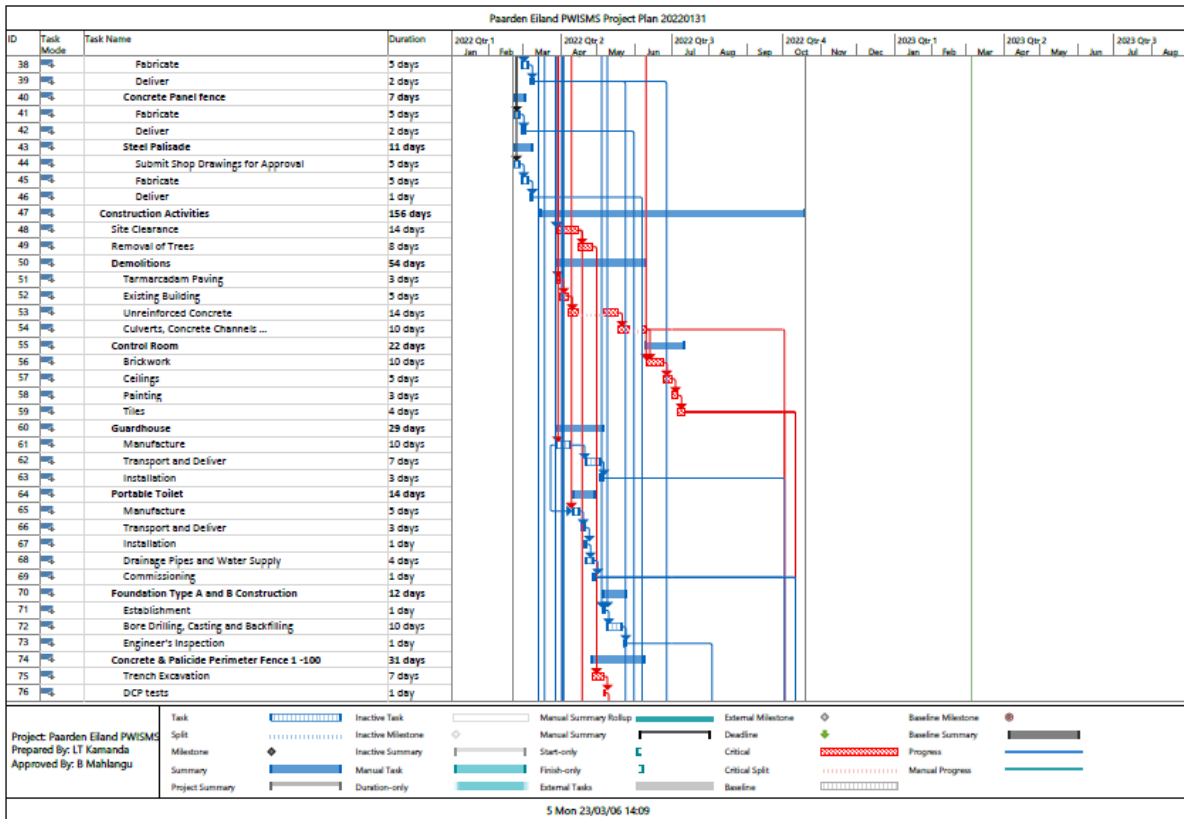 Paarden Eiland PWISMS Project Plan 20220131
ID Task Mode Task Name Duration 2022 Qtr 1 2022 Qtr 2 2022 Qtr 3 2022 Qtr 4 2023 Qtr 1 2023 Qtr 2 2023 Qtr 3
Jan Feb Mar Apr May Jun Jul Aug Sep Oct Nov Dec Jan Feb Mar Apr May Jun Jul Aug
38 Fabricate 5 days
39 Deliver 2 days
40 Concrete Panel fence 7 days
41 Fabricate 5 days
42 Deliver 2 days
43 Steel Palisade 11 days
44 Submit Shop Drawings for Approval 5 days
45 Fabricate 5 days
46 Deliver 1 day
47 Construction Activities 156 days
48 Site Clearance 14 days
49 Removal of Trees 8 days
50 Demolitions 54 days
51 Tarmarcadam Paving 3 days
52 Existing Building 5 days
53 Unreinforced Concrete 14 days
54 Culverts, Concrete Channels ... 10 days
55 Control Room 22 days
56 Brickwork 10 days
57 Ceilings 5 days
58 Painting 3 days
59 Tiles 4 days
60 Guardhouse 29 days
61 Manufacture 10 days
62 Transport and Deliver 7 days
63 Installation 3 days
64 Portable Toilet 14 days
65 Manufacture 5 days
66 Transport and Deliver 3 days
67 Installation 1 day
68 Drainage Pipes and Water Supply 4 days
69 Commissioning 1 day
70 Foundation Type A and B Construction 12 days
71 Establishment 1 day
72 Bore Drilling, Casting and Backfilling 10 days
73 Engineer's Inspection 1 day
74 Concrete & Palicide Perimeter Fence 1 -100 31 days
75 Trench Excavation 7 days
76 DCP tests 1 day
Project: Paarden Eiland PWISMS
Prepared By: LT Kamanda
Approved By: B Mahlangu
Task Inactive Task Manual Summary Rollup External Milestone Baseline Milestone
Split Inactive Milestone Manual Summary Deadline Baseline Summary
Milestone Inactive Summary Start-only Critical Progress
Summary Manual Task Finish-only Critical Split Manual Progress
Project Summary Duration-only External Tasks Baseline
5 Mon 23/03/06 14:09